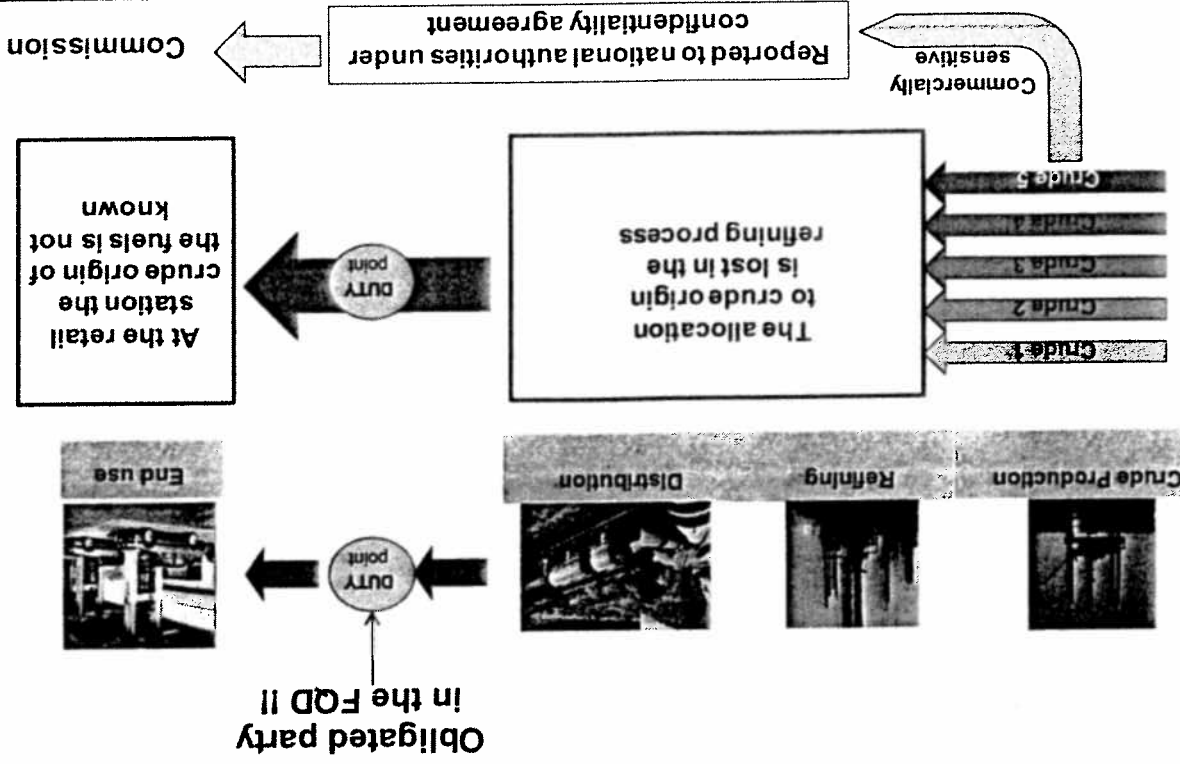 Obligated party
in the FQD !!
DUTY
point
Crude Production
Refining
Distribution
End use
Crude 1
Crude 2
Crude 3
Crude 4
Crude 5
The allocation
to crude origin
is lost in the
refining process
DUTY
point
At the retail
station the
crude origin of
the fuels is not
known
Commercially
sensitive
Reported to national authorities under
confidentiality agreement
Commission